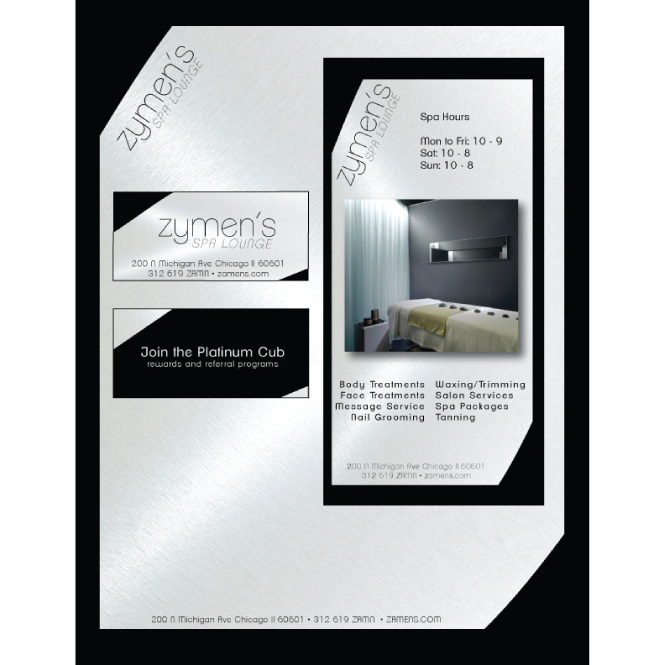 zymen's
SPA LOUNGE
zymen's
SPA LOUNGE
200 N Michigan Ave Chicago Il 60601
312 619 ZAMN • zamens.com
Join the Platinum Cub
rewards and referral programs
zymen's
SPA LOUNGE
Spa Hours
Mon to Fri: 10 - 9
Sat: 10 - 8
Sun: 10 - 8
Body Treatments Waxing/Trimming
Face Treatments Salon Services
Message Service Spa Packages
Nail Grooming Tanning
200 N Michigan Ave Chicago Il 60601
312 619 ZAMN • zamens.com
200 N Michigan Ave Chicago Il 60601 • 312 619 ZAMN • ZAMENS.COM